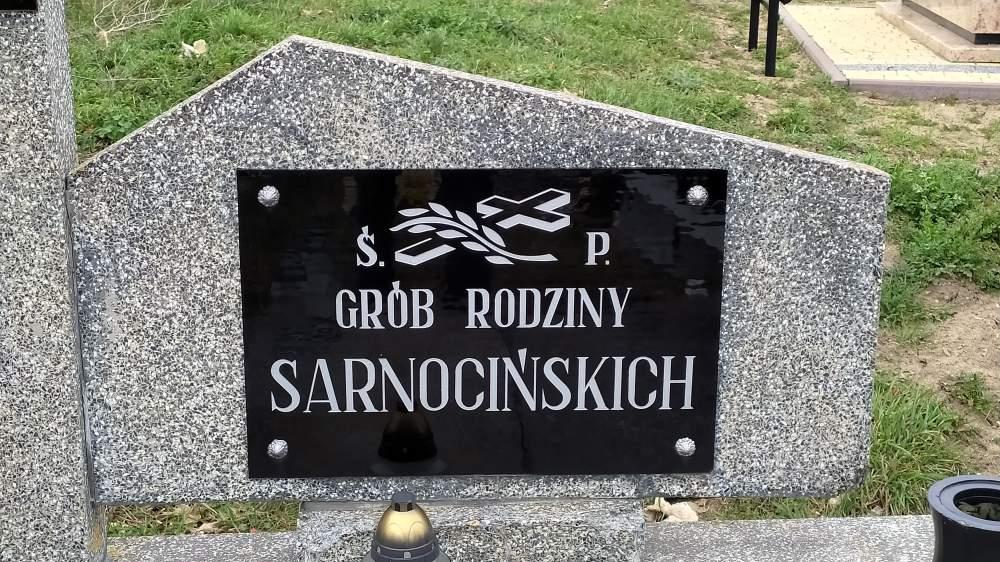 Ś. P.
GRÓB RODZINY
SARNOCIŃSKICH